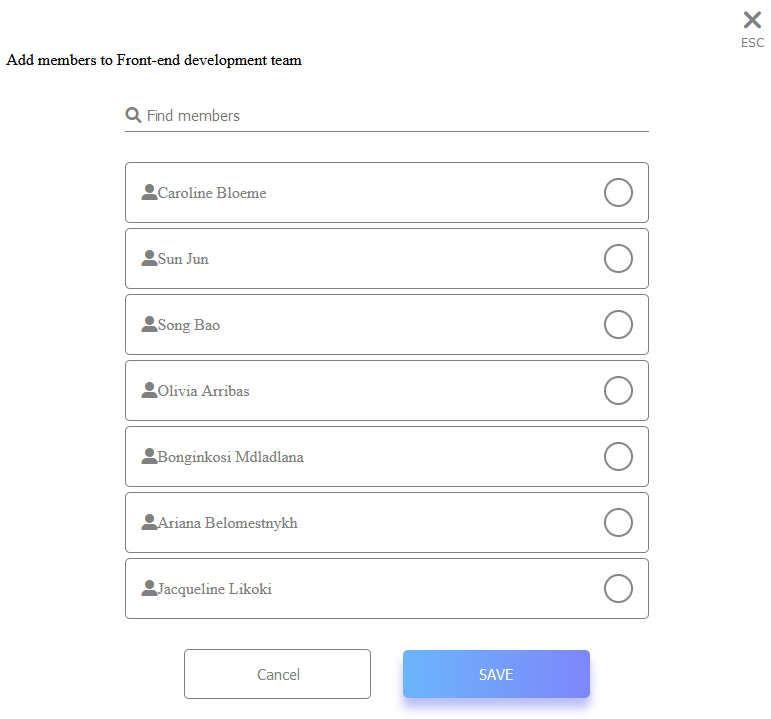 ESC
Add members to Front-end development team
Find members
Caroline Bloeme
Sun Jun
Song Bao
Olivia Arribas
Bonginkosi Mdladlana
Ariana Belomestnykh
Jacqueline Likoki
Cancel
SAVE